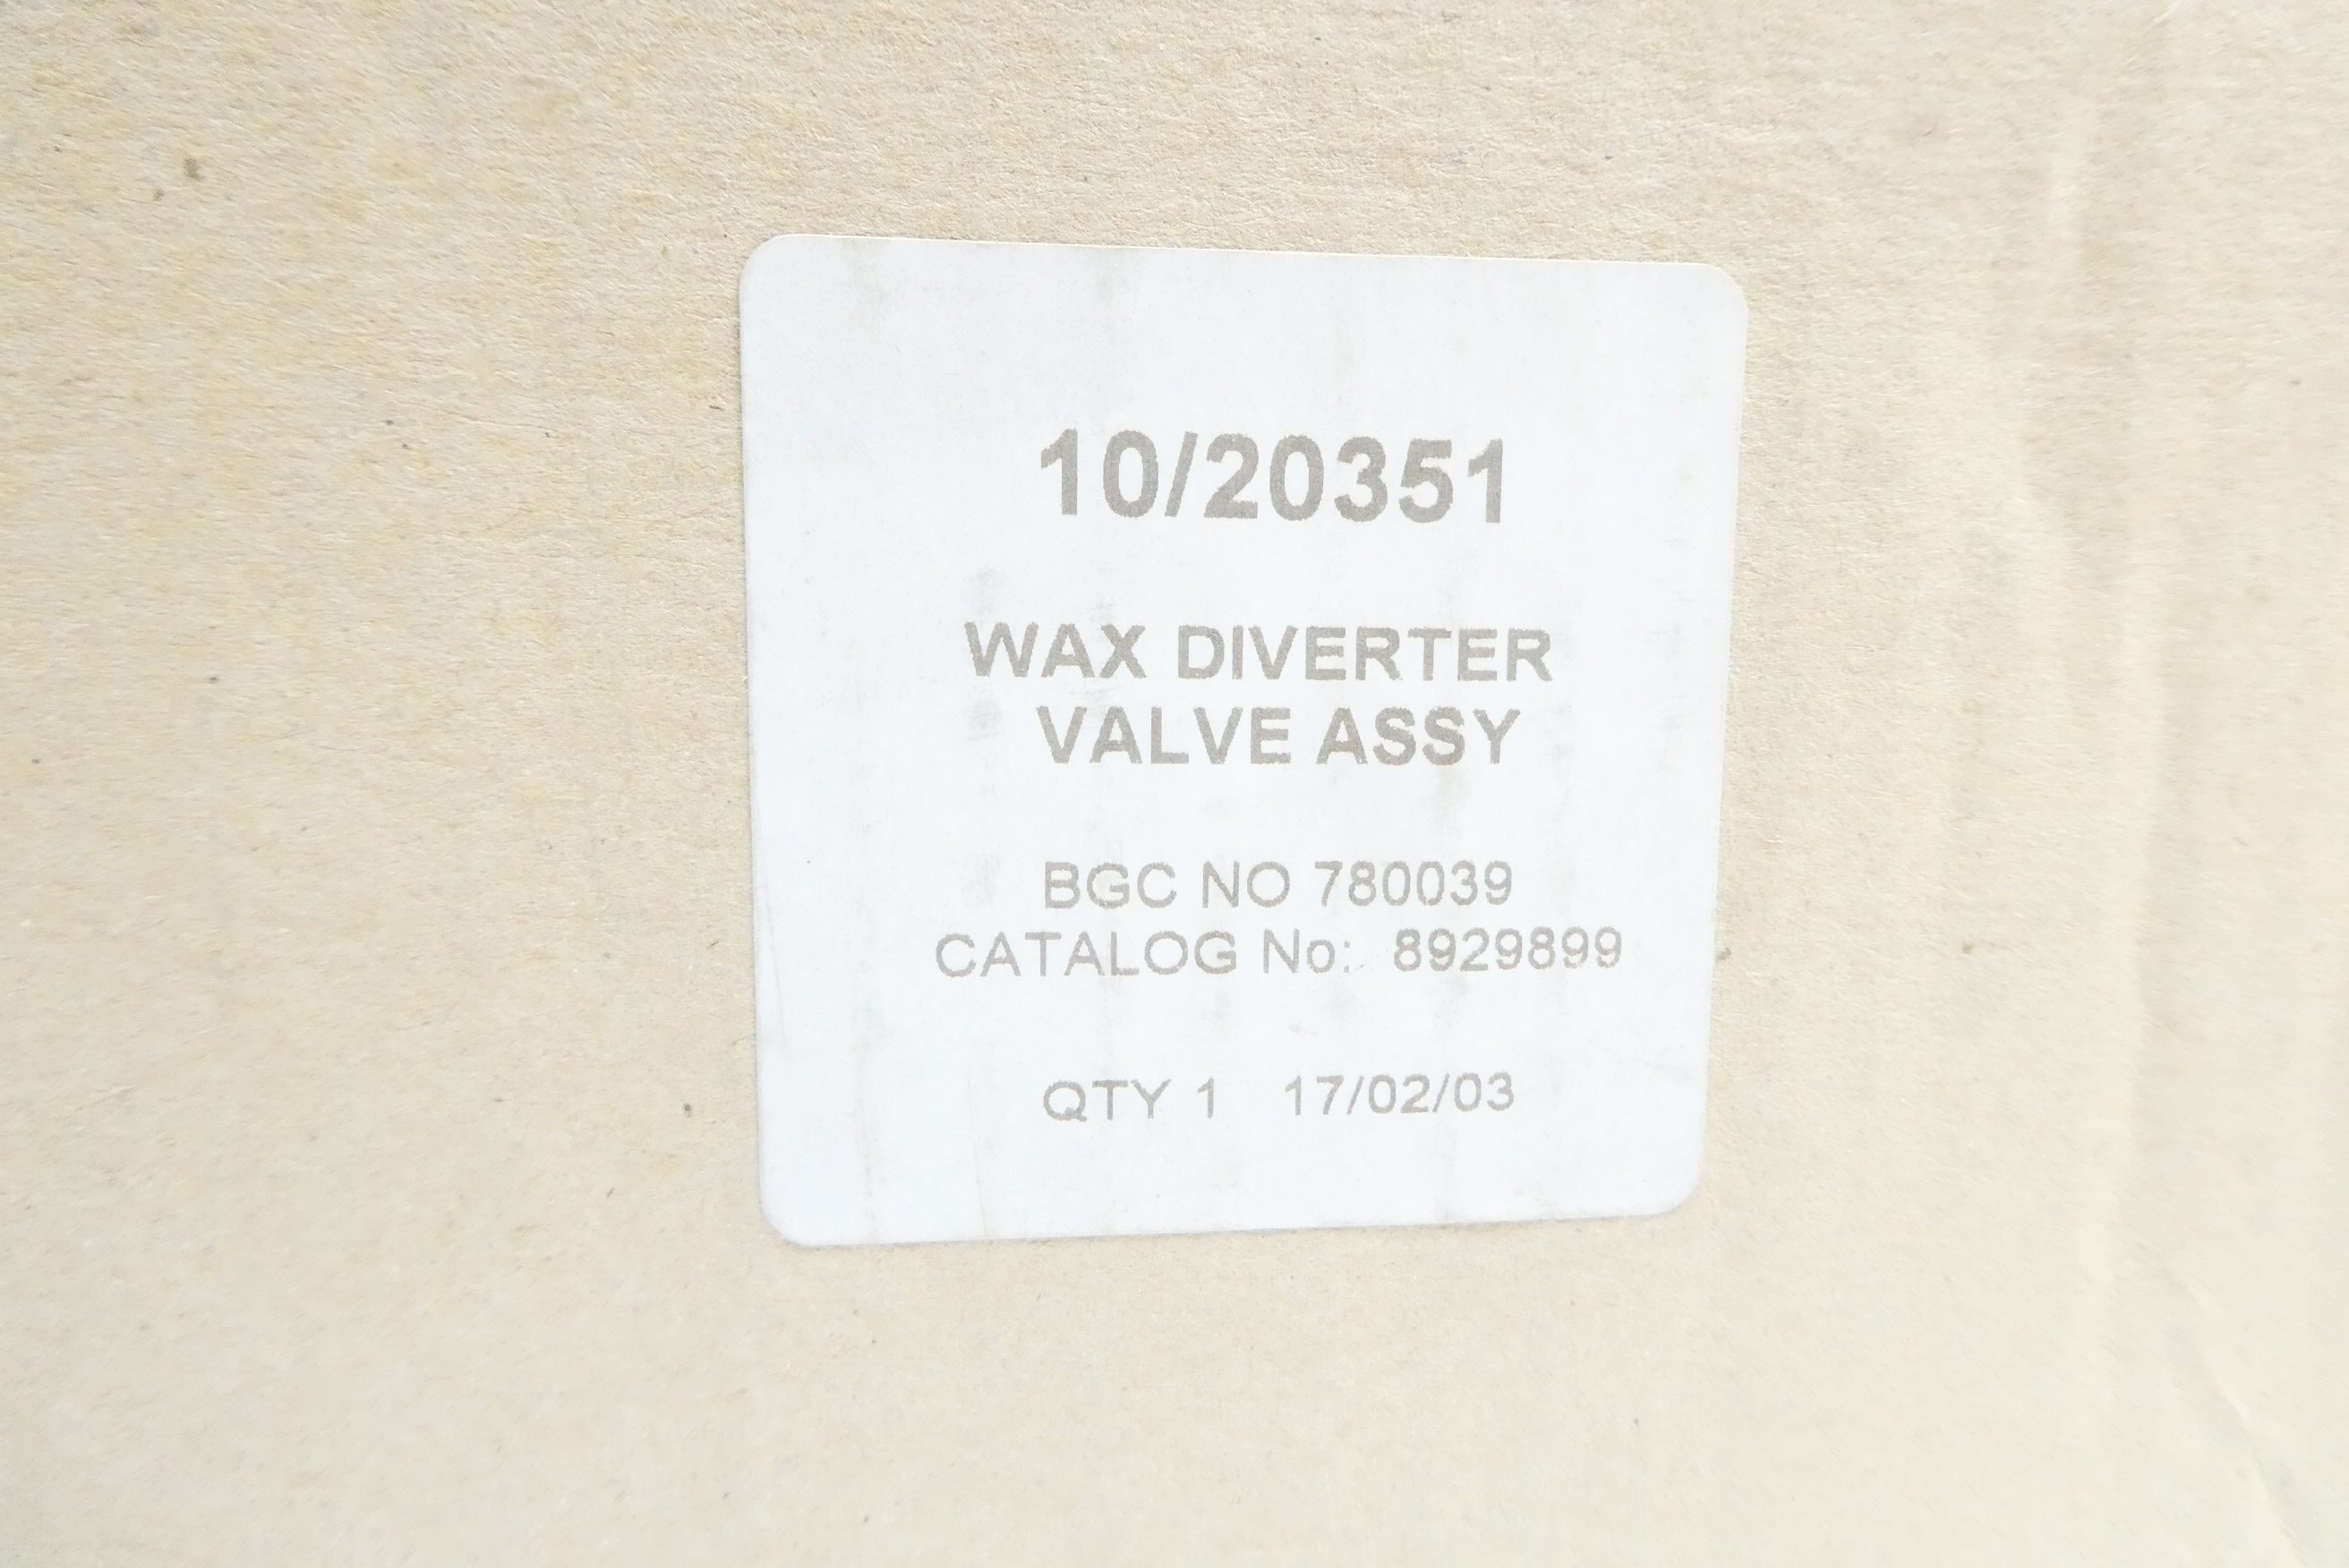 10/20351
WAX DIVERTER
VALVE ASSY
BGC NO 780039
CATALOG No: 8929899
QTY 1 17/02/03